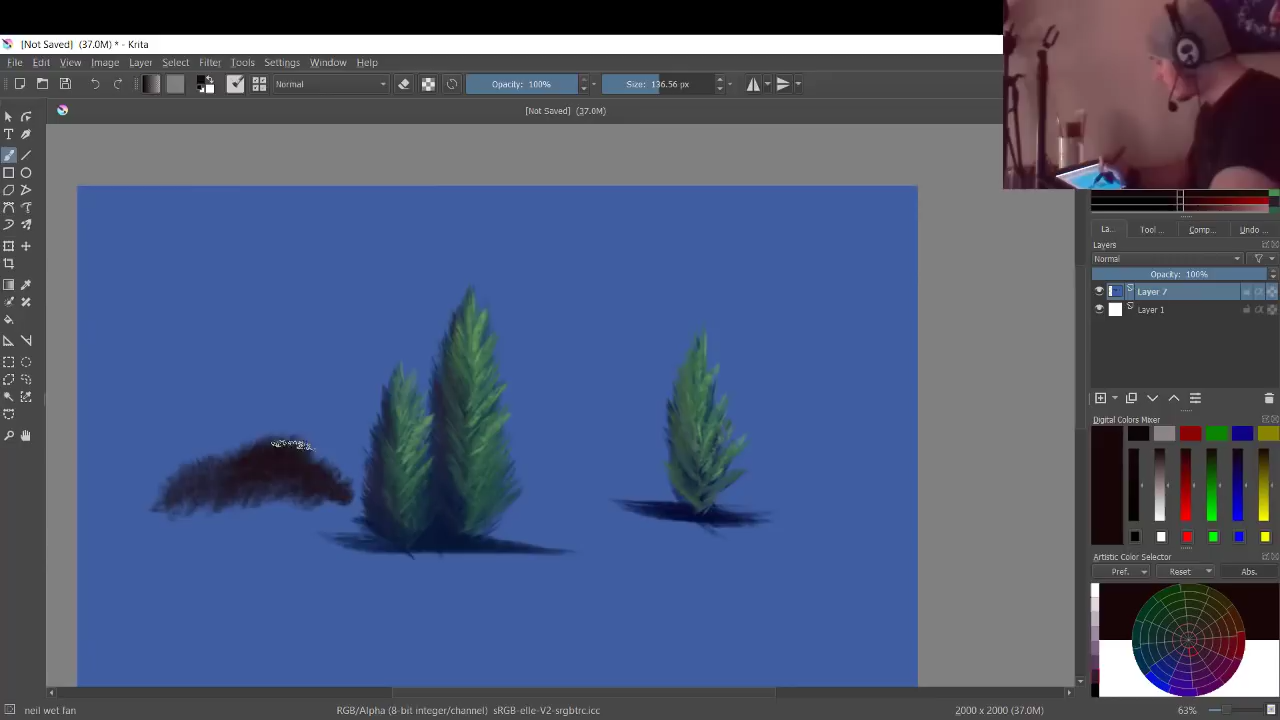 [Not Saved] (37.0M) * - Krita
File Edit View Image Layer Select Filter Tools Settings Window Help
Normal Opacity: 100% Size: 136.56 px
[Not Saved] (37.0M)
La... Tool ... Comp... Undo ...
Layers
Normal
Opacity: 100%
Layer 7
Layer 1
Digital Colors Mixer
Artistic Color Selector
Pref. Reset Abs.
neil wet fan RGB/Alpha (8-bit integer/channel) sRGB-elle-V2-srgbtrc.icc 2000 x 2000 (37.0M) 63%